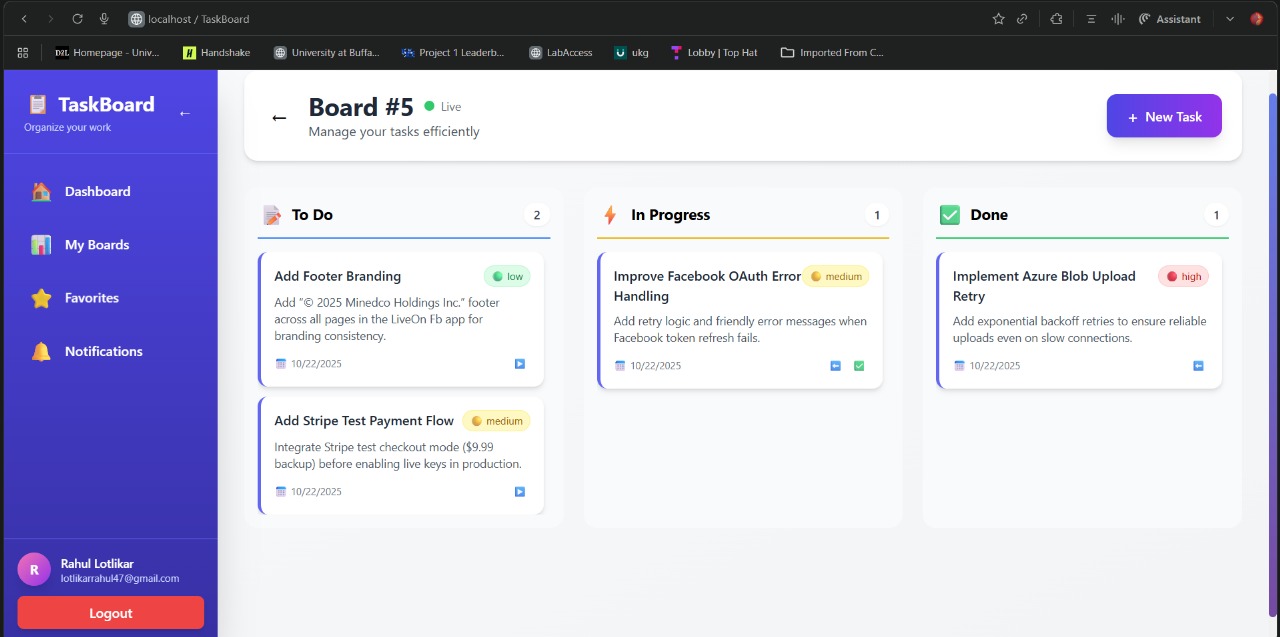 localhost / TaskBoard
Assistant
Homepage - Univ...
Handshake
University at Buffa...
Project 1 Leaderb...
LabAccess
ukg
Lobby | Top Hat
Imported From C...
TaskBoard
Organize your work
←
Dashboard
My Boards
Favorites
Notifications
R
Rahul Lotlikar
lotlikarrahul47@gmail.com
Logout
← Board #5 Live
Manage your tasks efficiently
+ New Task
To Do 2
Add Footer Branding low
Add “© 2025 Minedco Holdings Inc.” footer
across all pages in the LiveOn Fb app for
branding consistency.
10/22/2025
Add Stripe Test Payment Flow medium
Integrate Stripe test checkout mode ($9.99
backup) before enabling live keys in production.
10/22/2025
In Progress 1
Improve Facebook OAuth Error medium
Handling
Add retry logic and friendly error messages when
Facebook token refresh fails.
10/22/2025
Done 1
Implement Azure Blob Upload high
Retry
Add exponential backoff retries to ensure reliable
uploads even on slow connections.
10/22/2025